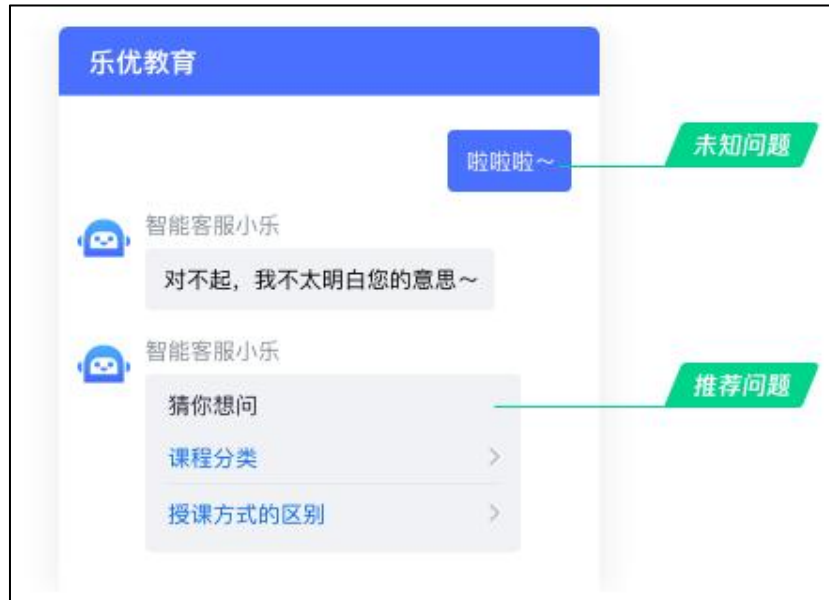 乐优教育
啦啦啦～
未知问题
智能客服小乐
对不起，我不太明白您的意思～
智能客服小乐
猜你想问
推荐问题
课程分类
授课方式的区别